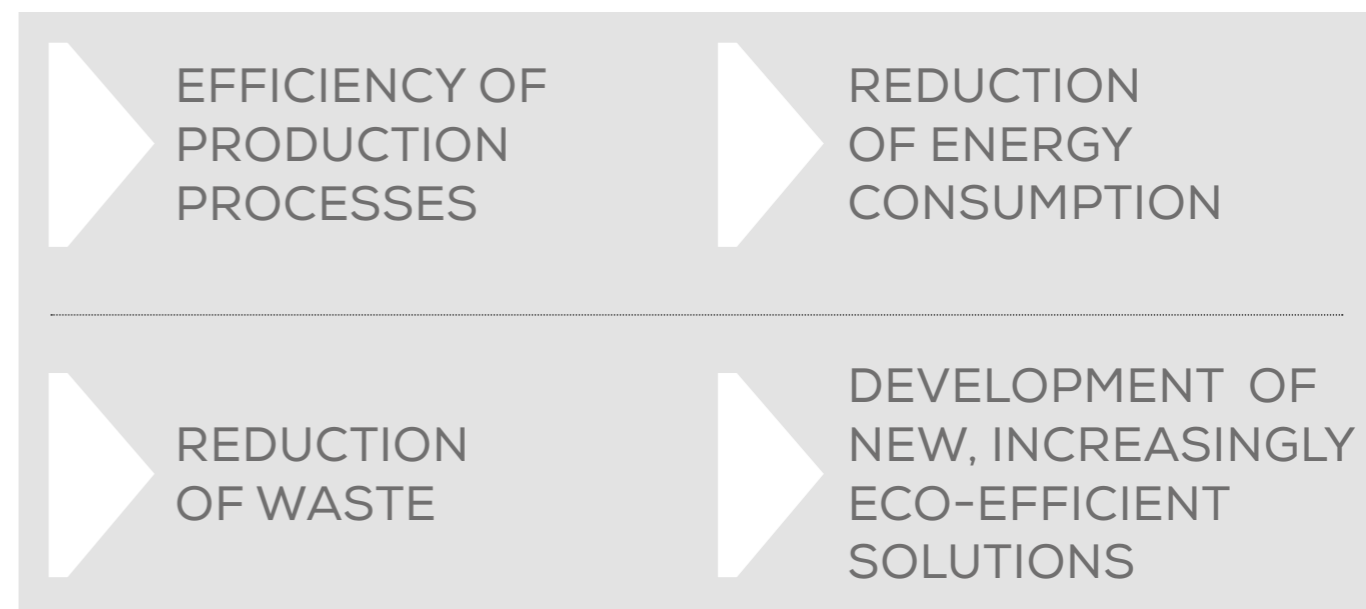 EFFICIENCY OF
PRODUCTION
PROCESSES
REDUCTION
OF ENERGY
CONSUMPTION
REDUCTION
OF WASTE
DEVELOPMENT OF
NEW, INCREASINGLY
ECO-EFFICIENT
SOLUTIONS